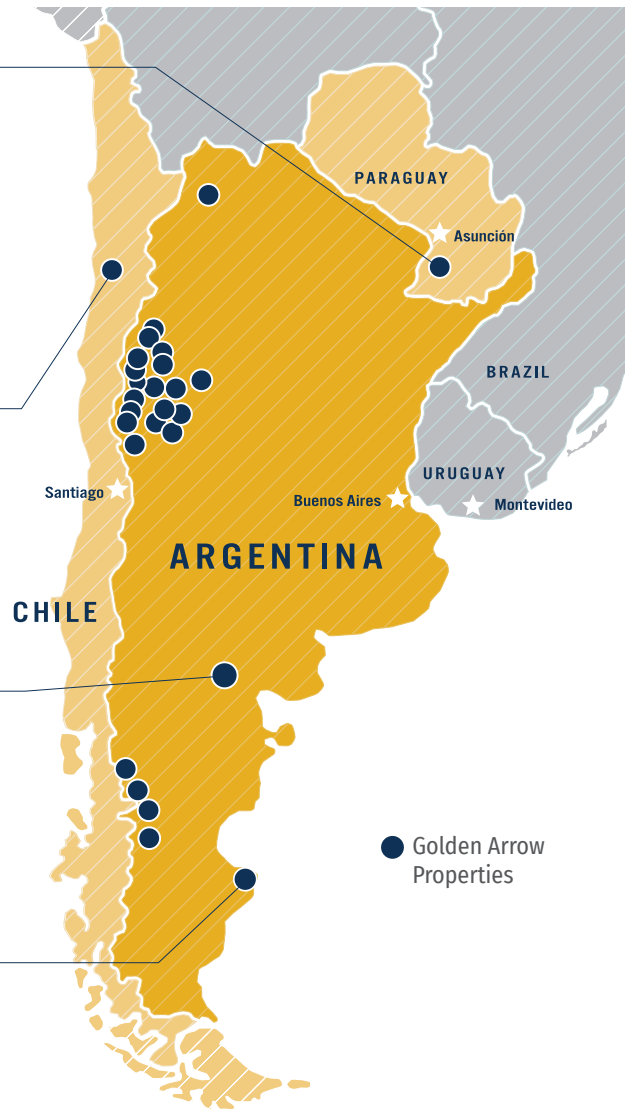 PARAGUAY
Asunción
BRAZIL
URUGUAY
Santiago
Buenos Aires
Montevideo
ARGENTINA
CHILE
Golden Arrow
Properties